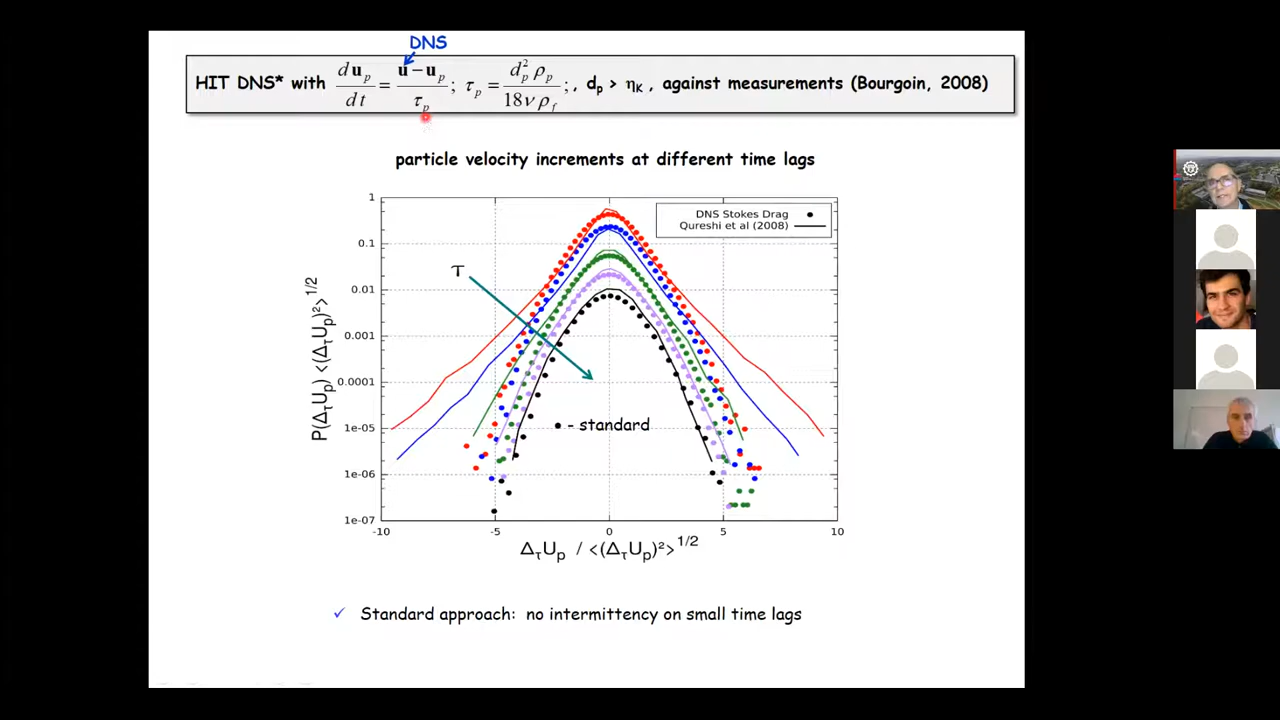 DNS
HIT DNS* with du_p/dt = (u − u_p)/τ_p ; τ_p = d_p² ρ_p / 18ν ρ_f ; , d_p > η_K , against measurements (Bourgoin, 2008)
particle velocity increments at different time lags
DNS Stokes Drag
Qureshi et al (2008)
1
0.1
0.01
0.001
0.0001
1e-05
1e-06
1e-07
P(Δ_τU_p) <(Δ_τU_p)²>^1/2
τ
- standard
-10 -5 0 5 10
Δ_τU_p / <(Δ_τU_p)²>^1/2
✓ Standard approach: no intermittency on small time lags